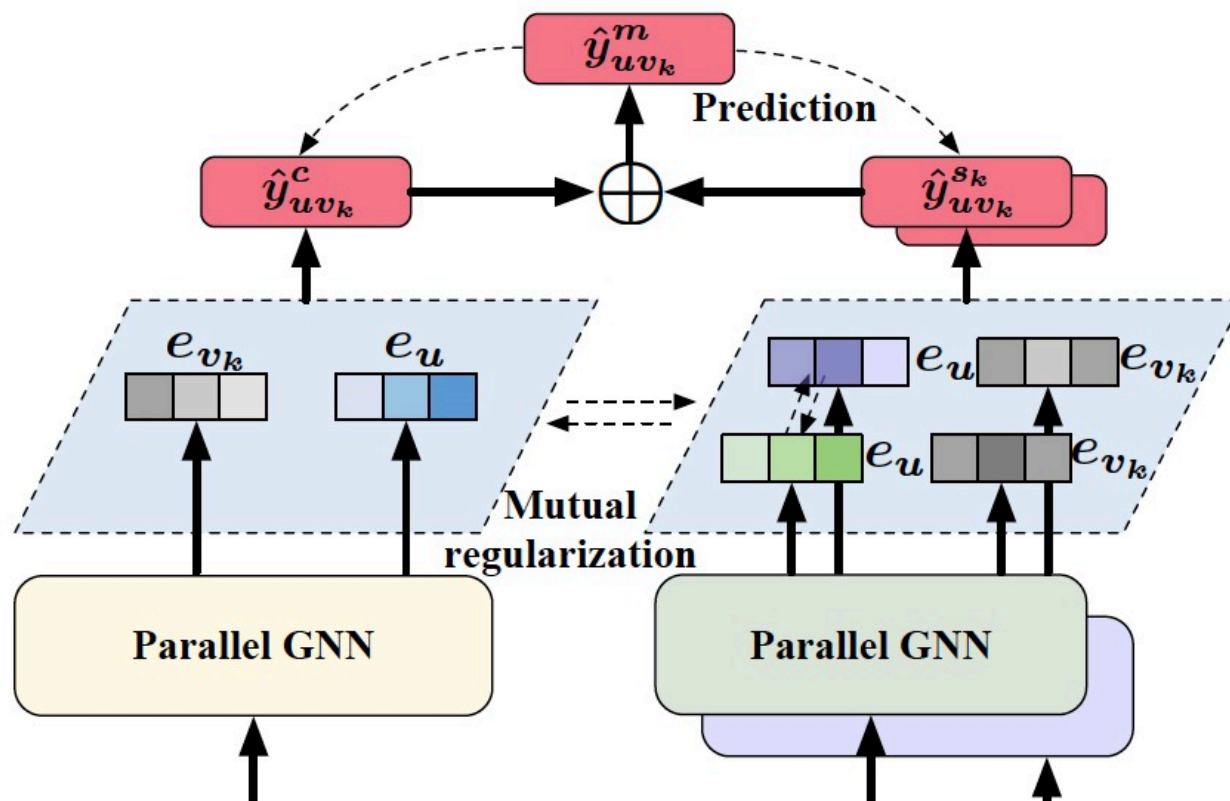 ŷ^m_{uv_k}
Prediction
ŷ^c_{uv_k}
ŷ^{s_k}_{uv_k}
e_{v_k}
e_u
e_u
e_{v_k}
e_u
e_{v_k}
Mutual
regularization
Parallel GNN
Parallel GNN